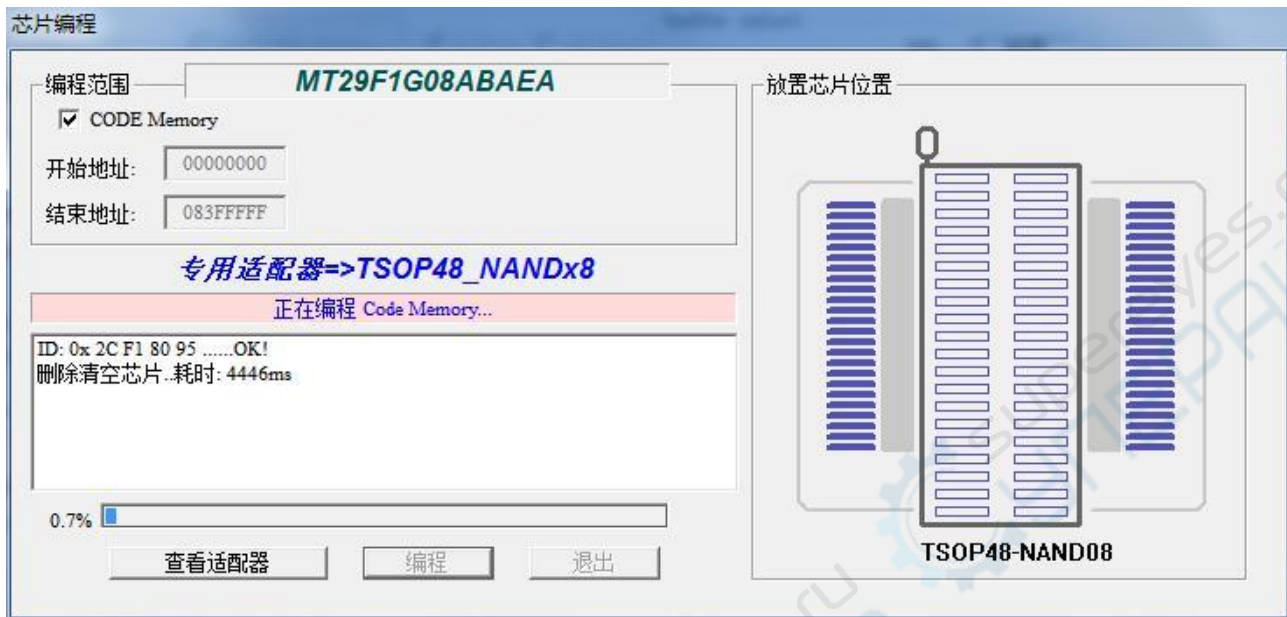 芯片编程
编程范围
MT29F1G08ABAEA
CODE Memory
开始地址:
00000000
结束地址:
083FFFFF
专用适配器=>TSOP48_NANDx8
正在编程 Code Memory...
ID: 0x 2C F1 80 95 ......OK!
删除清空芯片..耗时: 4446ms
0.7%
查看适配器
编程
退出
放置芯片位置
TSOP48-NAND08